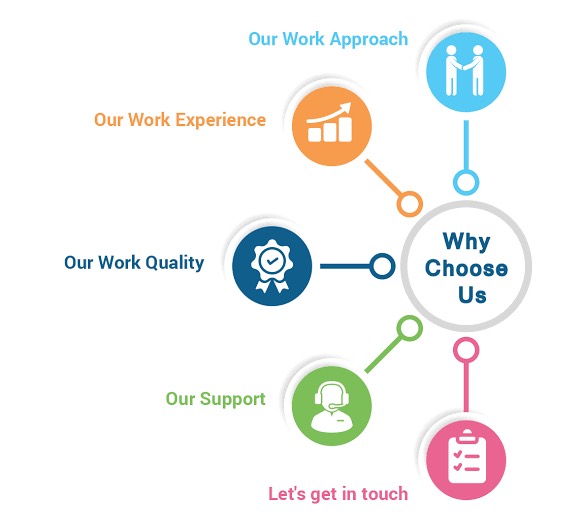 Our Work Approach
Our Work Experience
Why
Choose
Us
Our Work Quality
Our Support
Let's get in touch